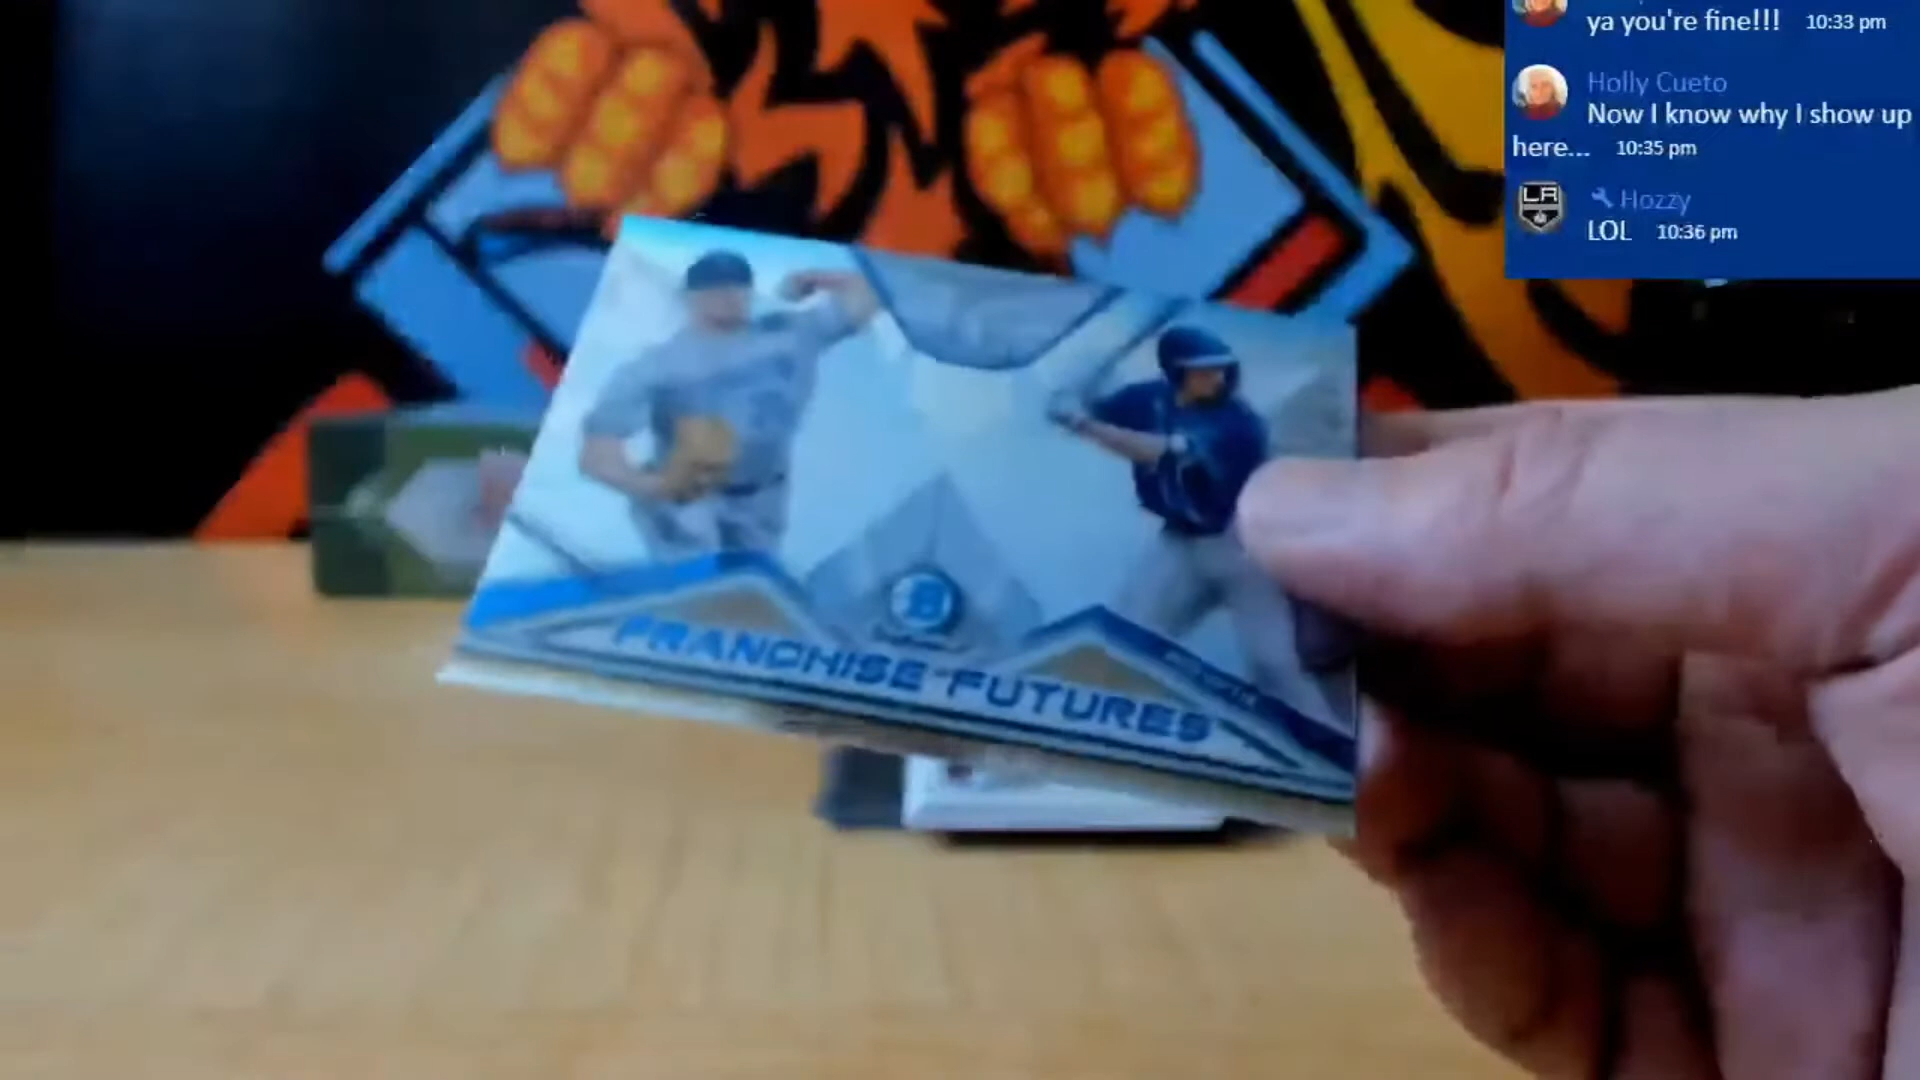 ya you're fine!!! 10:33 pm
Holly Cueto
Now I know why I show up
here... 10:35 pm
LA
Hozzy
LOL 10:36 pm
B
FRANCHISE FUTURES